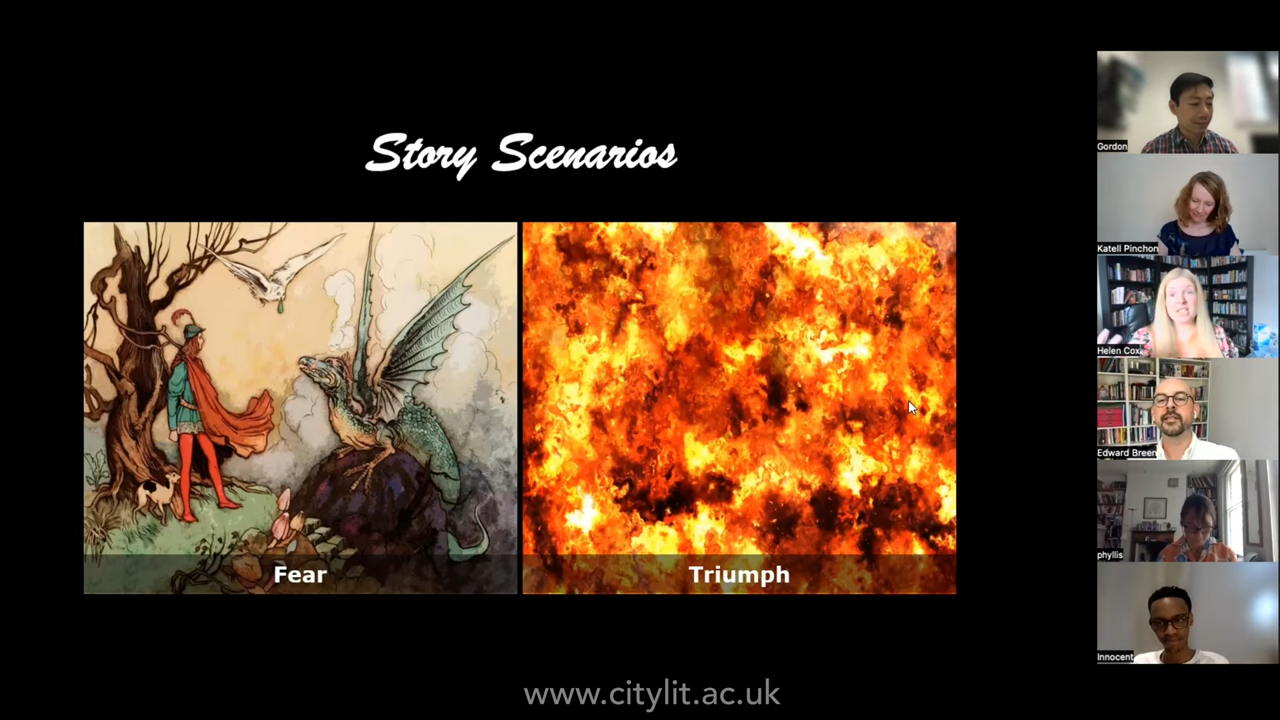 Story Scenarios
Fear
Triumph
Gordon
Katell Pinchon
Helen Cox
Edward Breen
phyllis
Innocent
www.citylit.ac.uk